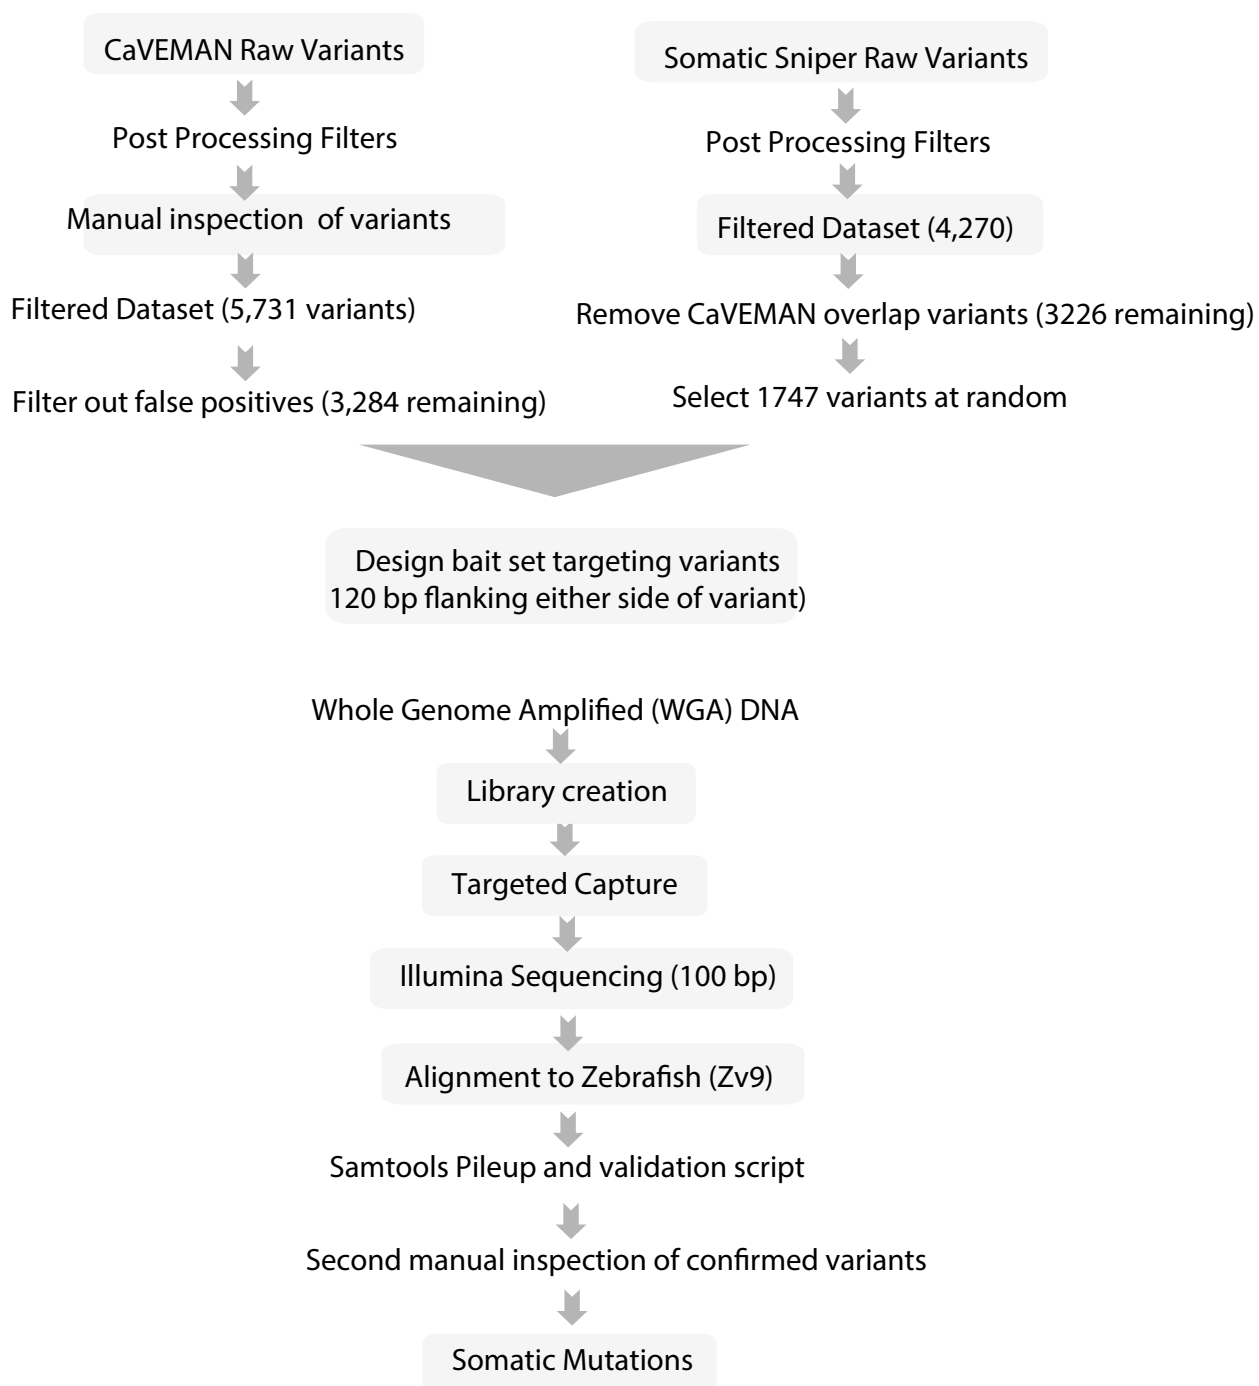 CaVEMAN Raw Variants
Post Processing Filters
Manual inspection of variants
Filtered Dataset (5,731 variants)
Filter out false positives (3,284 remaining)
Somatic Sniper Raw Variants
Post Processing Filters
Filtered Dataset (4,270)
Remove CaVEMAN overlap variants (3226 remaining)
Select 1747 variants at random
Design bait set targeting variants
120 bp flanking either side of variant)
Whole Genome Amplified (WGA) DNA
Library creation
Targeted Capture
Illumina Sequencing (100 bp)
Alignment to Zebrafish (Zv9)
Samtools Pileup and validation script
Second manual inspection of confirmed variants
Somatic Mutations